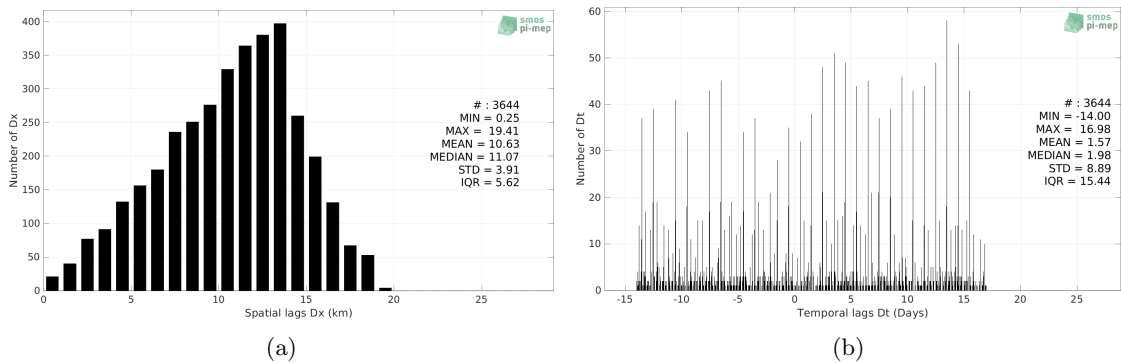 smos
pi-mep
Number of Dx
400
350
300
250
200
150
100
50
0
# : 3644
MIN = 0.25
MAX = 19.41
MEAN = 10.63
MEDIAN = 11.07
STD = 3.91
IQR = 5.62
0 5 10 15 20 25
Spatial lags Dx (km)
(a)
smos
pi-mep
Number of Dt
60
50
40
30
20
10
0
# : 3644
MIN = -14.00
MAX = 16.98
MEAN = 1.57
MEDIAN = 1.98
STD = 8.89
IQR = 15.44
-15 -10 -5 0 5 10 15 20 25
Temporal lags Dt (Days)
(b)